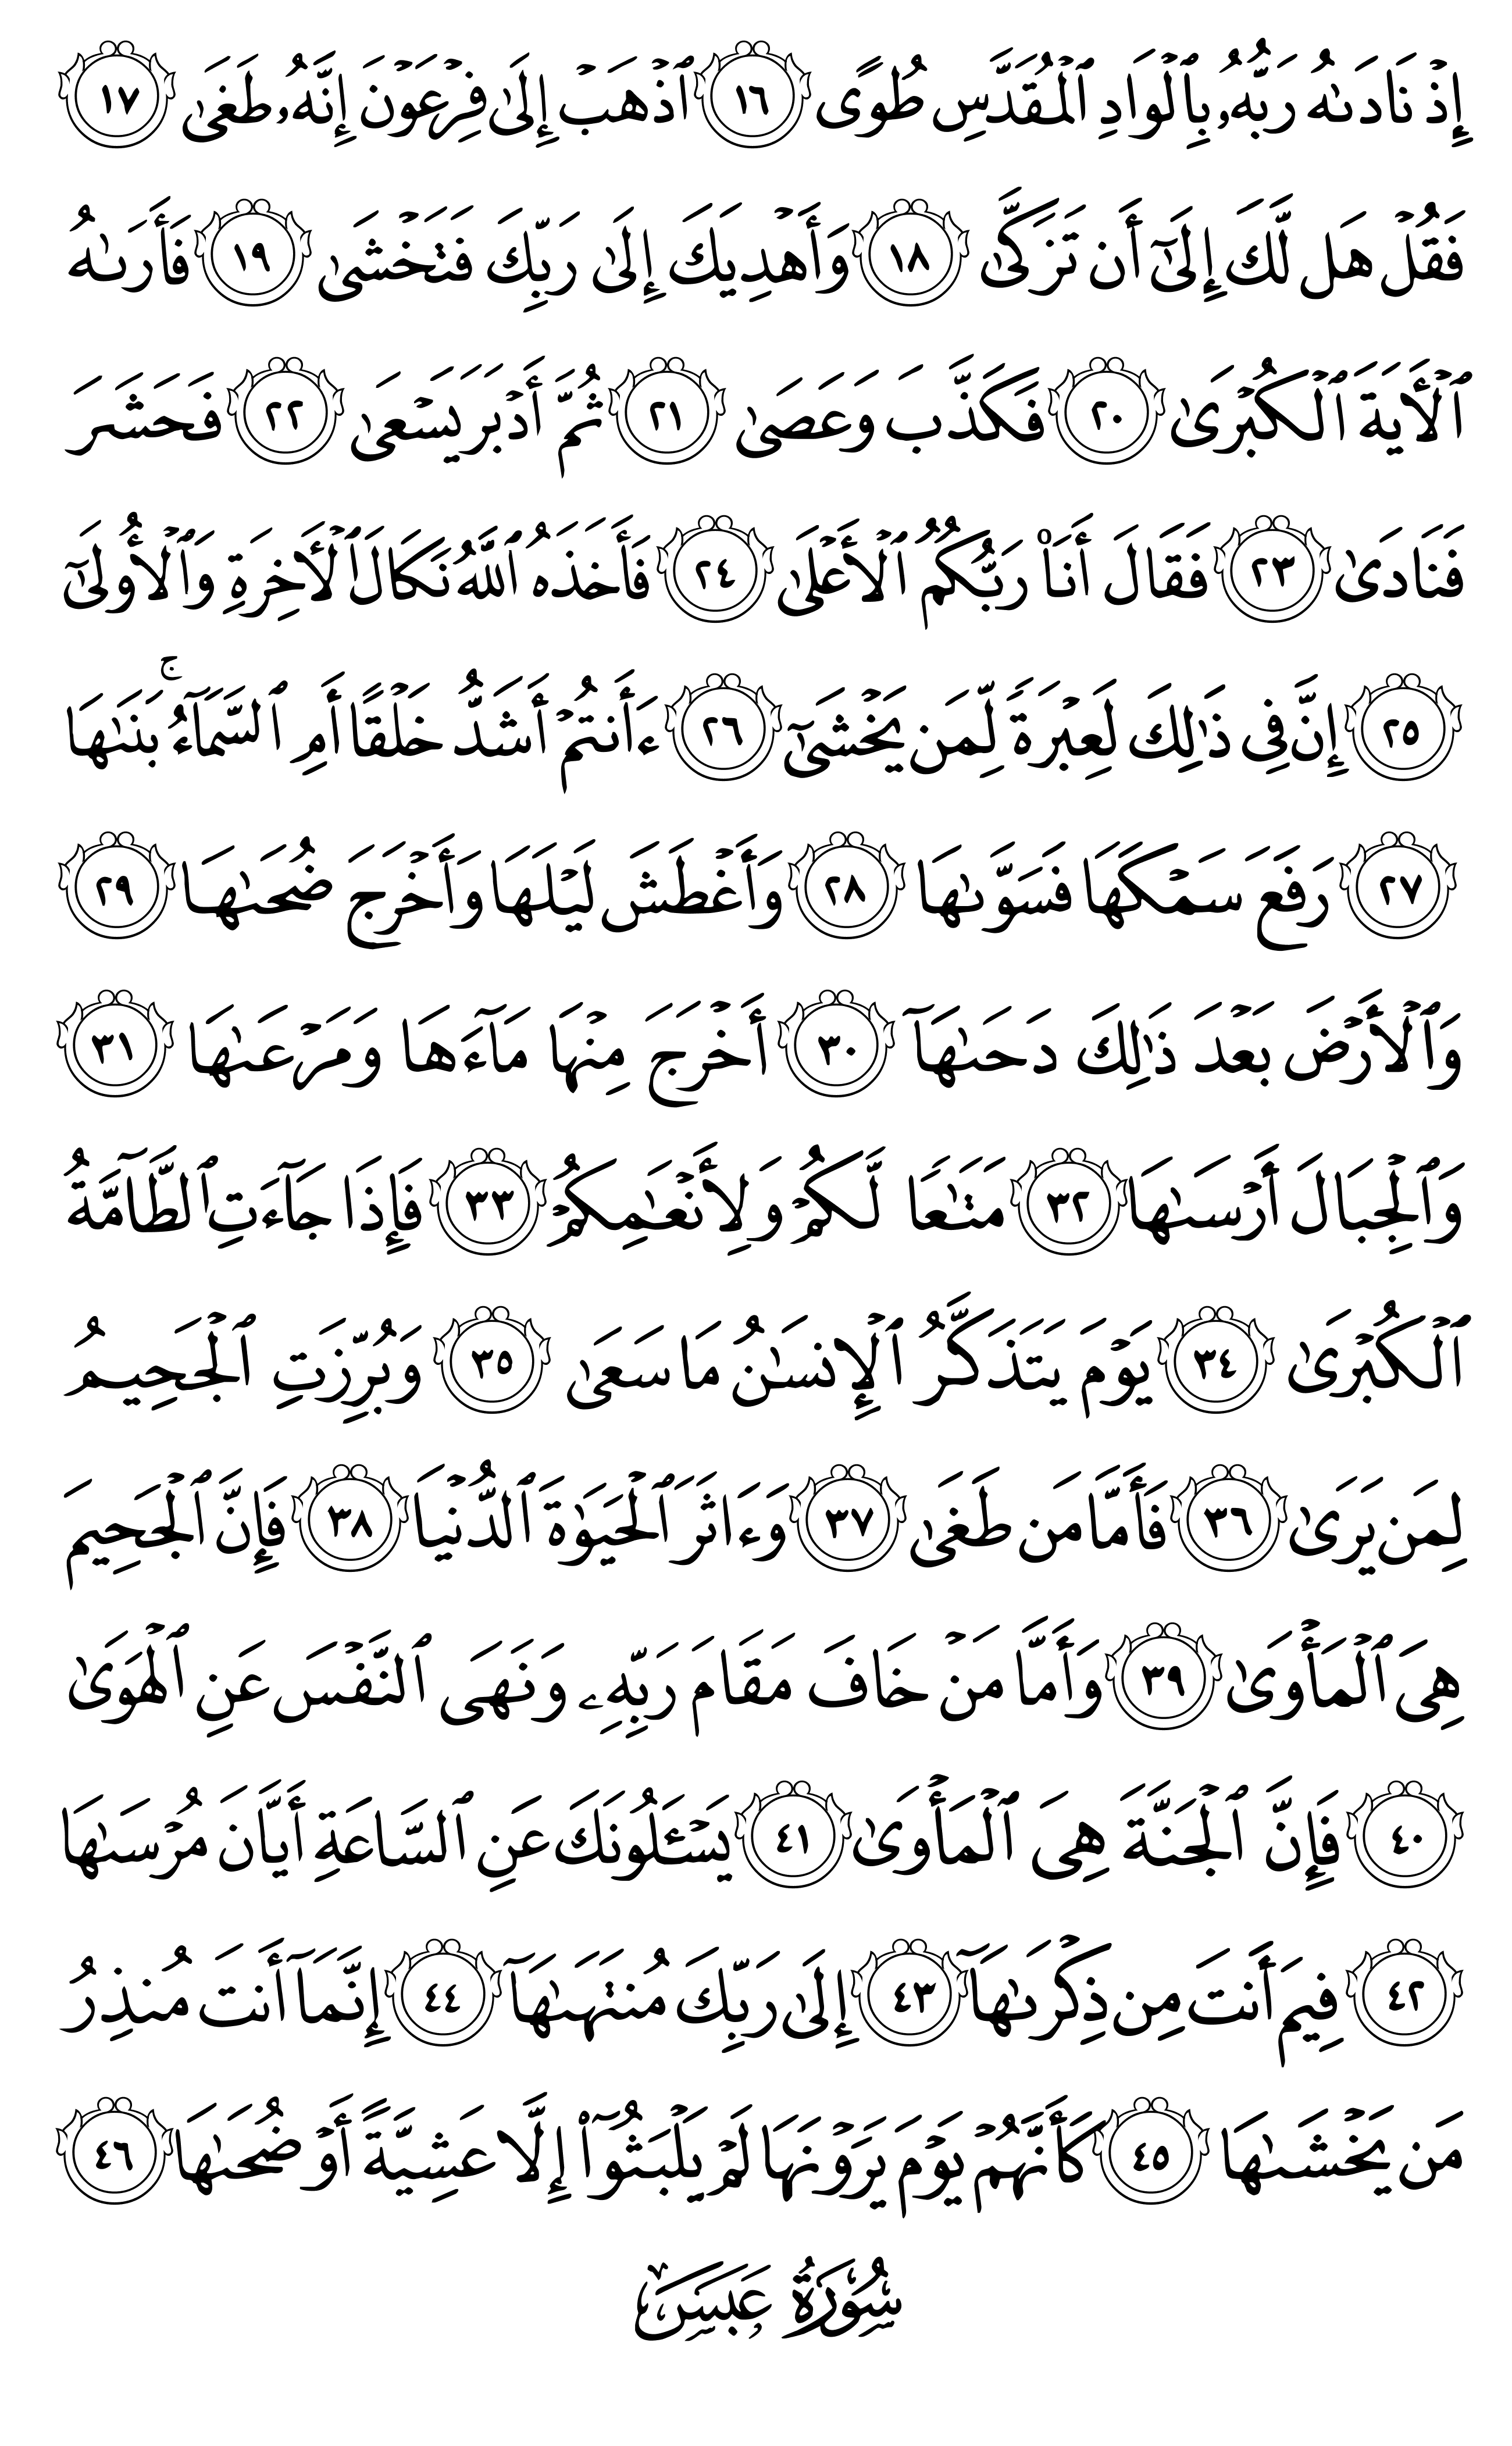 إِذۡ نَادَىٰهُ رَبُّهُۥ بِٱلۡوَادِ ٱلۡمُقَدَّسِ طُوًى ١٦ ٱذۡهَبۡ إِلَىٰ فِرۡعَوۡنَ إِنَّهُۥ طَغَىٰ ١٧
فَقُلۡ هَل لَّكَ إِلَىٰٓ أَن تَزَكَّىٰ ١٨ وَأَهۡدِيَكَ إِلَىٰ رَبِّكَ فَتَخۡشَىٰ ١٩ فَأَرَىٰهُ
ٱلۡأٓيَةَ ٱلۡكُبۡرَىٰ ٢٠ فَكَذَّبَ وَعَصَىٰ ٢١ ثُمَّ أَدۡبَرَ يَسۡعَىٰ ٢٢ فَحَشَرَ
فَنَادَىٰ ٢٣ فَقَالَ أَنَا۠ رَبُّكُمُ ٱلۡأَعۡلَىٰ ٢٤ فَأَخَذَهُ ٱللَّهُ نَكَالَ ٱلۡأٓخِرَةِ وَٱلۡأُولَىٰٓ
٢٥ إِنَّ فِي ذَٰلِكَ لَعِبۡرَةٗ لِّمَن يَخۡشَىٰٓ ٢٦ ءَأَنتُمۡ أَشَدُّ خَلۡقًا أَمِ ٱلسَّمَآءُۚ بَنَىٰهَا
٢٧ رَفَعَ سَمۡكَهَا فَسَوَّىٰهَا ٢٨ وَأَغۡطَشَ لَيۡلَهَا وَأَخۡرَجَ ضُحَىٰهَا ٢٩
وَٱلۡأَرۡضَ بَعۡدَ ذَٰلِكَ دَحَىٰهَآ ٣٠ أَخۡرَجَ مِنۡهَا مَآءَهَا وَمَرۡعَىٰهَا ٣١
وَٱلۡجِبَالَ أَرۡسَىٰهَا ٣٢ مَتَٰعٗا لَّكُمۡ وَلِأَنۡعَٰمِكُمۡ ٣٣ فَإِذَا جَآءَتِ ٱلطَّآمَّةُ
ٱلۡكُبۡرَىٰ ٣٤ يَوۡمَ يَتَذَكَّرُ ٱلۡإِنسَٰنُ مَا سَعَىٰ ٣٥ وَبُرِّزَتِ ٱلۡجَحِيمُ
لِمَن يَرَىٰ ٣٦ فَأَمَّا مَن طَغَىٰ ٣٧ وَءَاثَرَ ٱلۡحَيَوٰةَ ٱلدُّنۡيَا ٣٨ فَإِنَّ ٱلۡجَحِيمَ
هِيَ ٱلۡمَأۡوَىٰ ٣٩ وَأَمَّا مَنۡ خَافَ مَقَامَ رَبِّهِۦ وَنَهَى ٱلنَّفۡسَ عَنِ ٱلۡهَوَىٰ
٤٠ فَإِنَّ ٱلۡجَنَّةَ هِيَ ٱلۡمَأۡوَىٰ ٤١ يَسۡـَٔلُونَكَ عَنِ ٱلسَّاعَةِ أَيَّانَ مُرۡسَىٰهَا
٤٢ فِيمَ أَنتَ مِن ذِكۡرَىٰهَآ ٤٣ إِلَىٰ رَبِّكَ مُنتَهَىٰهَآ ٤٤ إِنَّمَآ أَنتَ مُنذِرُ
مَن يَخۡشَىٰهَا ٤٥ كَأَنَّهُمۡ يَوۡمَ يَرَوۡنَهَا لَمۡ يَلۡبَثُوٓاْ إِلَّا عَشِيَّةً أَوۡ ضُحَىٰهَا ٤٦
سُورَةُ عَبَسَ